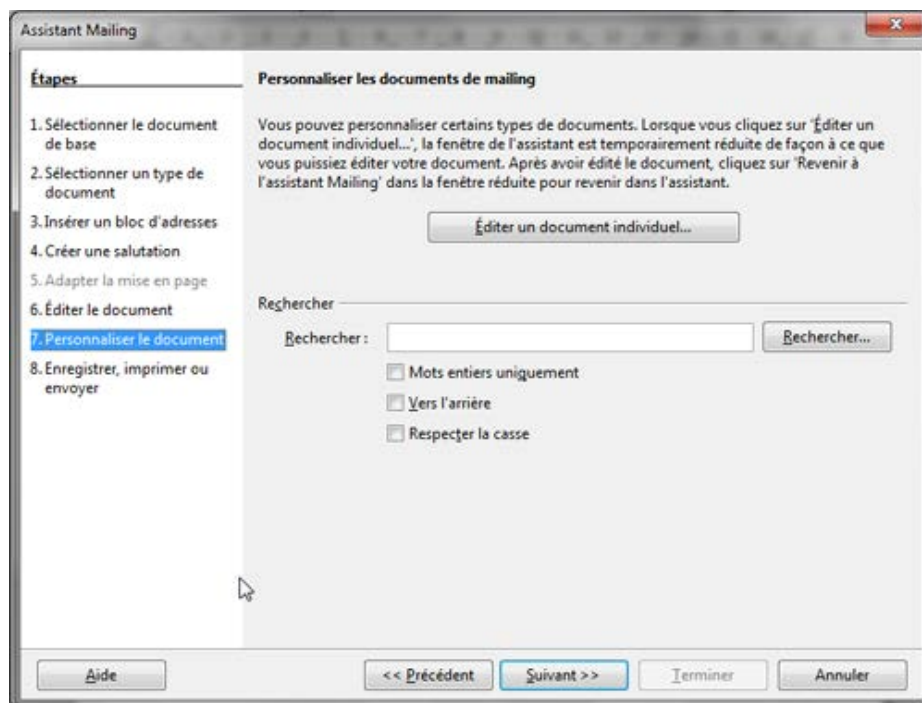 Assistant Mailing
Étapes
1. Sélectionner le document
de base
2. Sélectionner un type de
document
3. Insérer un bloc d'adresses
4. Créer une salutation
5. Adapter la mise en page
6. Éditer le document
7. Personnaliser le document
8. Enregistrer, imprimer ou
envoyer
Personnaliser les documents de mailing
Vous pouvez personnaliser certains types de documents. Lorsque vous cliquez sur 'Éditer un
document individuel...', la fenêtre de l'assistant est temporairement réduite de façon à ce que
vous puissiez éditer votre document. Après avoir édité le document, cliquez sur 'Revenir à
l'assistant Mailing' dans la fenêtre réduite pour revenir dans l'assistant.
Éditer un document individuel...
Rechercher
Rechercher :
Rechercher...
Mots entiers uniquement
Vers l'arrière
Respecter la casse
Aide
<< Précédent
Suivant >>
Terminer
Annuler